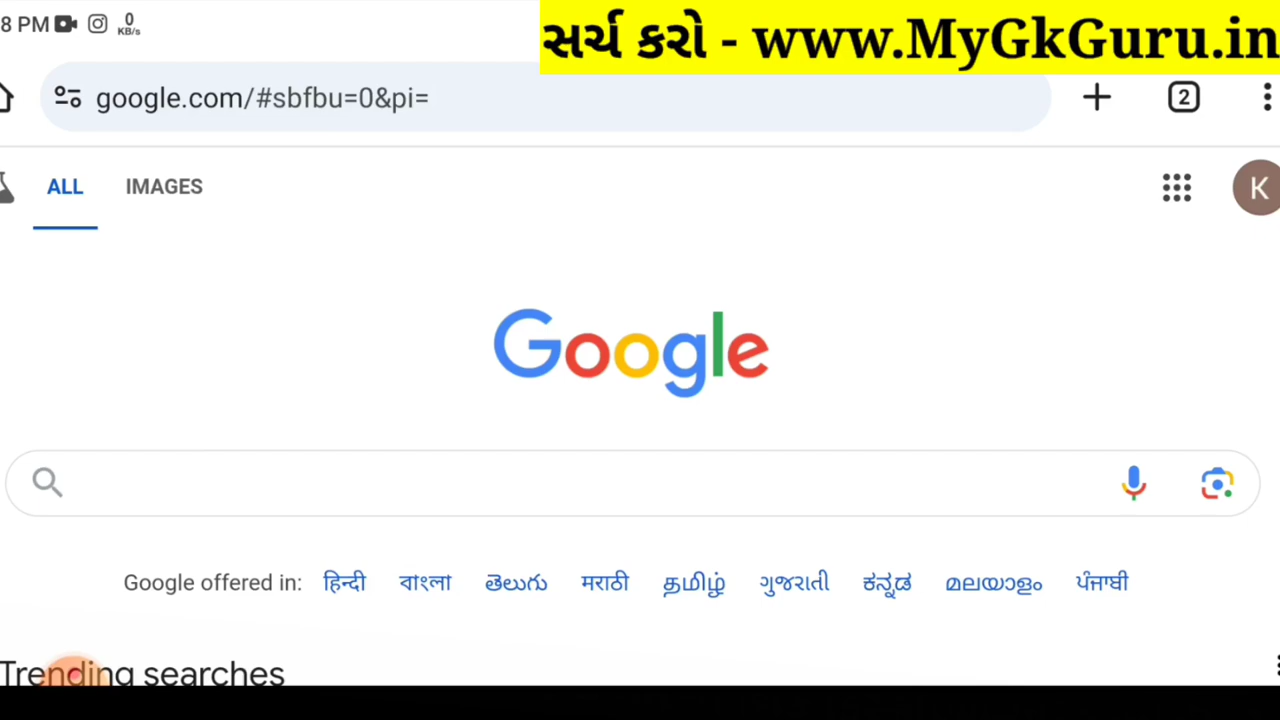 8 PM 0 KB/s
સર્ચ કરો - www.MyGkGuru.in
google.com/#sbfbu=0&pi=
2
ALL IMAGES
K
Google
Google offered in: हिन्दी বাংলা తెలుగు मराठी தமிழ் ગુજરાતી ಕನ್ನಡ മലയാളം ਪੰਜਾਬੀ
Trending searches